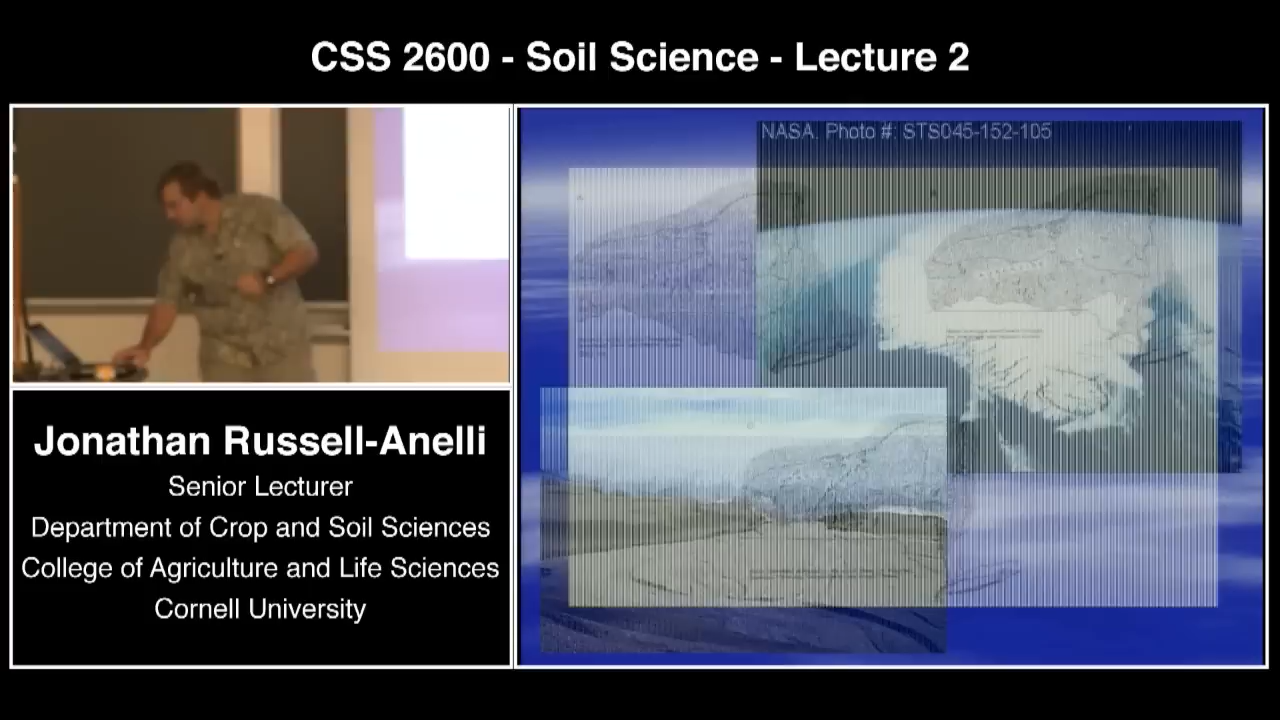 CSS 2600 - Soil Science - Lecture 2
NASA. Photo #: STS045-152-105
Jonathan Russell-Anelli
Senior Lecturer
Department of Crop and Soil Sciences
College of Agriculture and Life Sciences
Cornell University